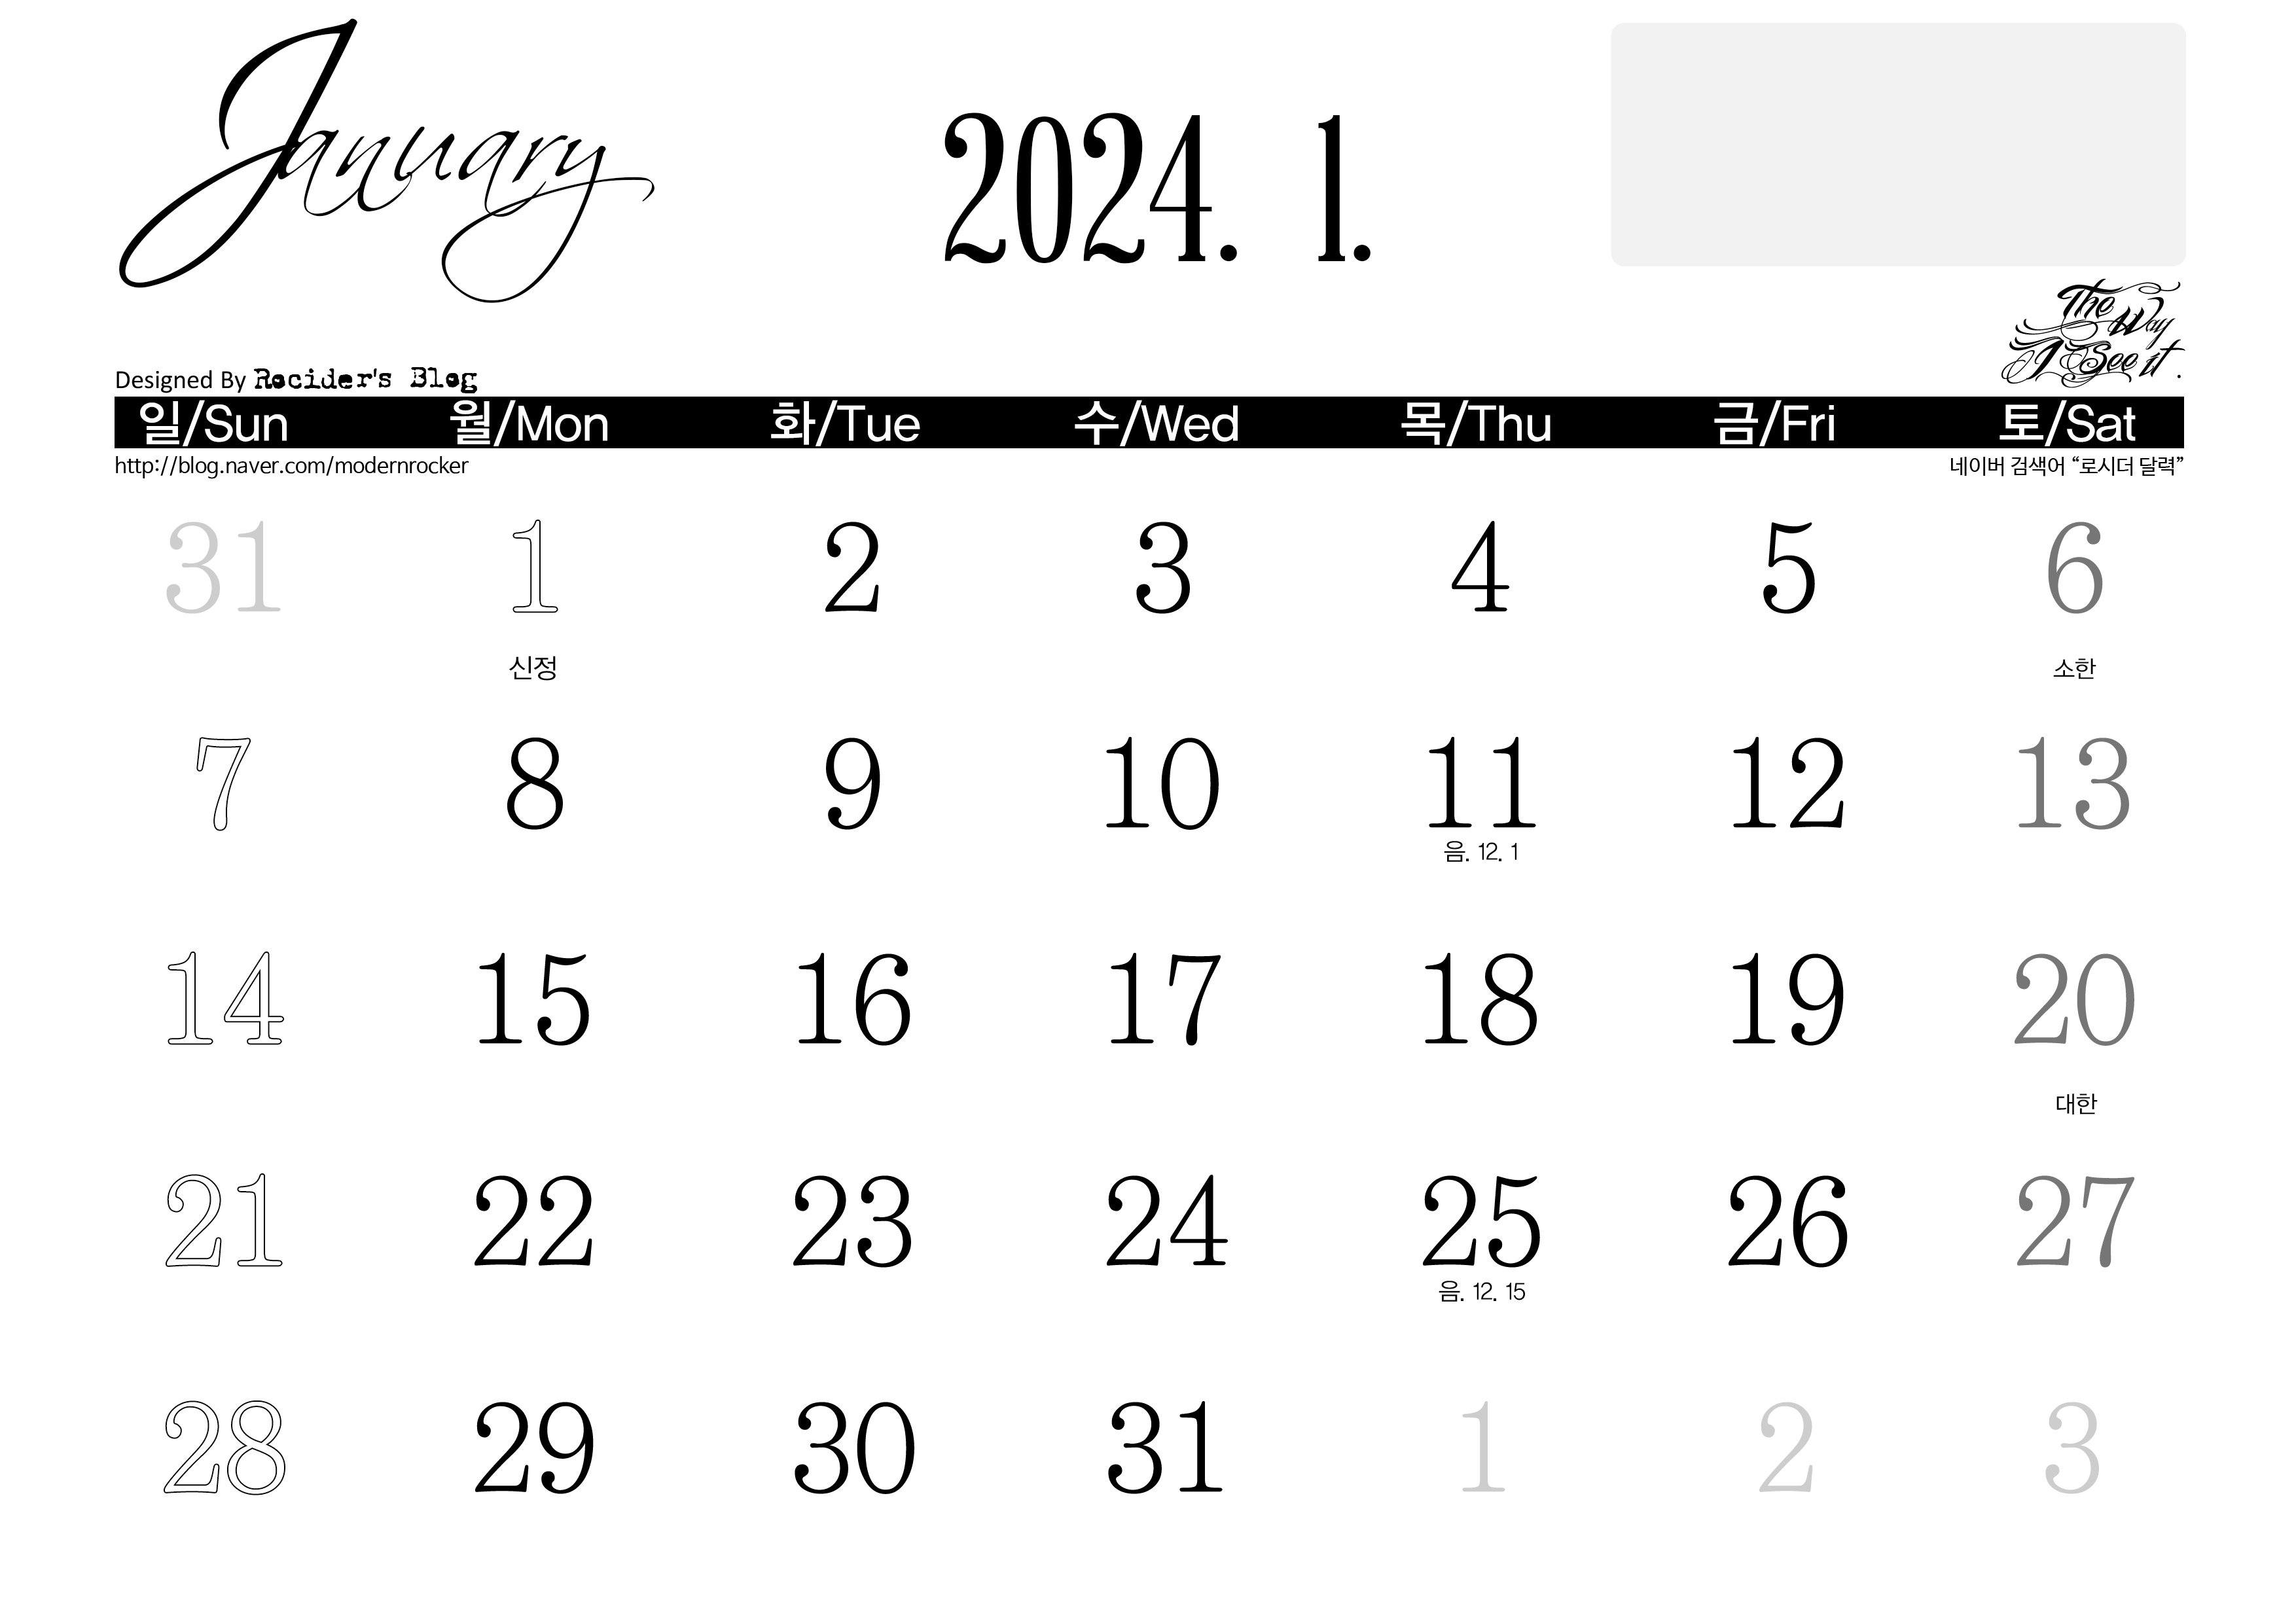 January
2024. 1.
The Way
I See it.
Designed By Rocider's Blog
일/Sun 월/Mon 화/Tue 수/Wed 목/Thu 금/Fri 토/Sat
http://blog.naver.com/modernrocker 네이버 검색어 “로시더 달력”
31 1 2 3 4 5 6
신정 소한
7 8 9 10 11 12 13
음. 12. 1
14 15 16 17 18 19 20
대한
21 22 23 24 25 26 27
음. 12. 15
28 29 30 31 1 2 3